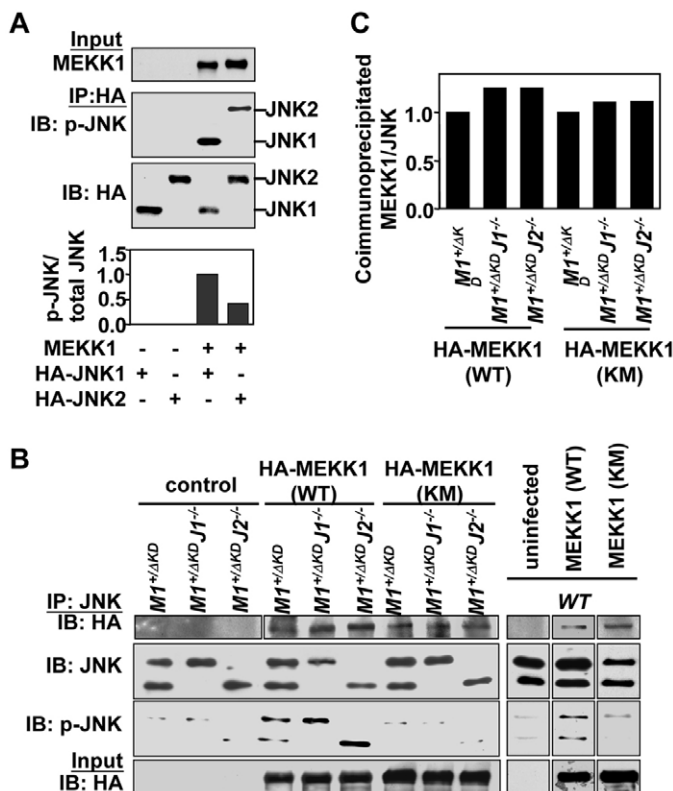 A
Input
MEKK1
IP:HA
IB: p-JNK
JNK2
JNK1
IB: HA
JNK2
JNK1
p-JNK/
total JNK
1.5
1.0
0.5
0.0
MEKK1 - - + +
HA-JNK1 + - + -
HA-JNK2 - + - +
C
Coimmunoprecipitated
MEKK1/JNK
1.0
0.5
0.0
M1+/ΔK
D
M1+/ΔKD J1-/-
M1+/ΔKD J2-/-
M1+/ΔK
D
M1+/ΔKD J1-/-
M1+/ΔKD J2-/-
HA-MEKK1
(WT)
HA-MEKK1
(KM)
B
control
HA-MEKK1
(WT)
HA-MEKK1
(KM)
uninfected
MEKK1 (WT)
MEKK1 (KM)
M1+/ΔKD
M1+/ΔKD J1-/-
M1+/ΔKD J2-/-
M1+/ΔKD
M1+/ΔKD J1-/-
M1+/ΔKD J2-/-
M1+/ΔKD
M1+/ΔKD J1-/-
M1+/ΔKD J2-/-
WT
IP: JNK
IB: HA
IB: JNK
IB: p-JNK
Input
IB: HA